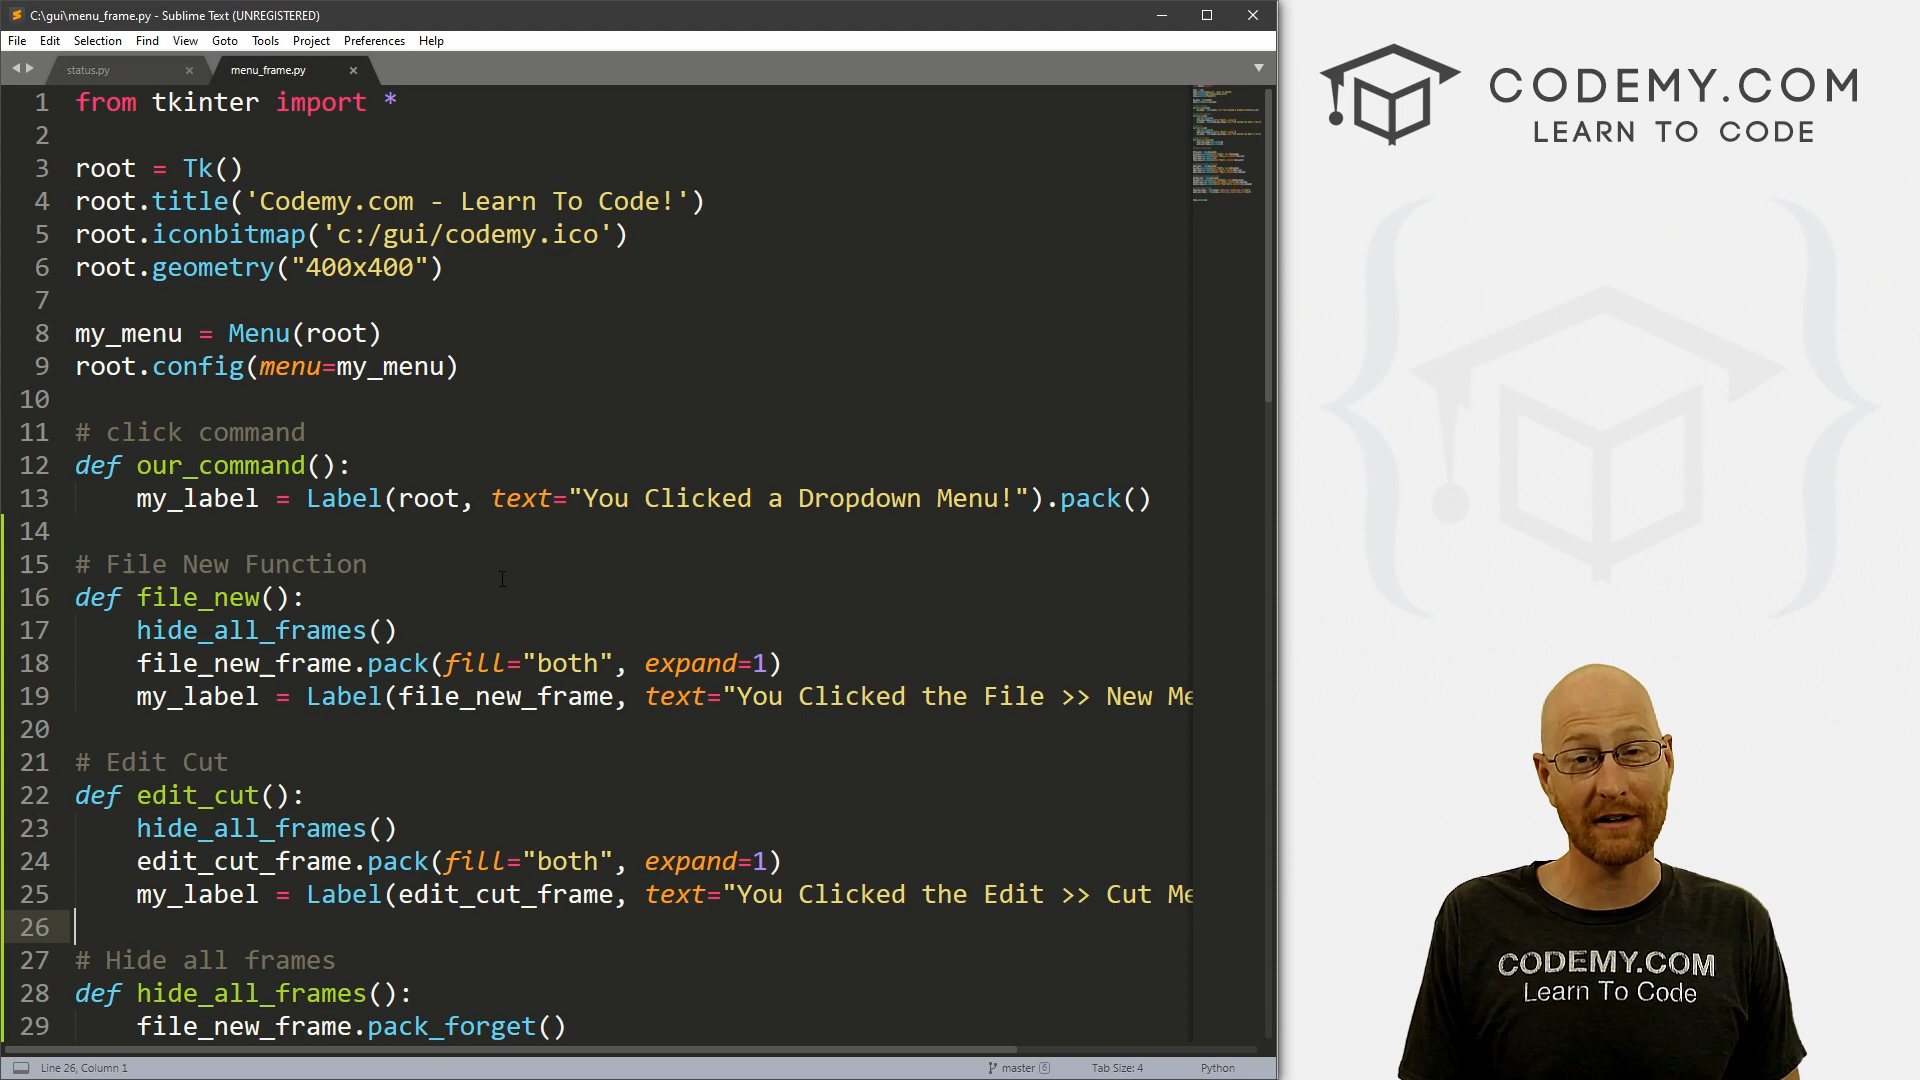 C:\gui\menu_frame.py - Sublime Text (UNREGISTERED)
File Edit Selection Find View Goto Tools Project Preferences Help
status.py menu_frame.py
1 from tkinter import *
2
3 root = Tk()
4 root.title('Codemy.com - Learn To Code!')
5 root.iconbitmap('c:/gui/codemy.ico')
6 root.geometry("400x400")
7
8 my_menu = Menu(root)
9 root.config(menu=my_menu)
10
11 # click command
12 def our_command():
13 my_label = Label(root, text="You Clicked a Dropdown Menu!").pack()
14
15 # File New Function
16 def file_new():
17 hide_all_frames()
18 file_new_frame.pack(fill="both", expand=1)
19 my_label = Label(file_new_frame, text="You Clicked the File >> New Me
20
21 # Edit Cut
22 def edit_cut():
23 hide_all_frames()
24 edit_cut_frame.pack(fill="both", expand=1)
25 my_label = Label(edit_cut_frame, text="You Clicked the Edit >> Cut Me
26
27 # Hide all frames
28 def hide_all_frames():
29 file_new_frame.pack_forget()
Line 26, Column 1 master 6 Tab Size: 4 Python
CODEMY.COM
LEARN TO CODE
CODEMY.COM
Learn To Code